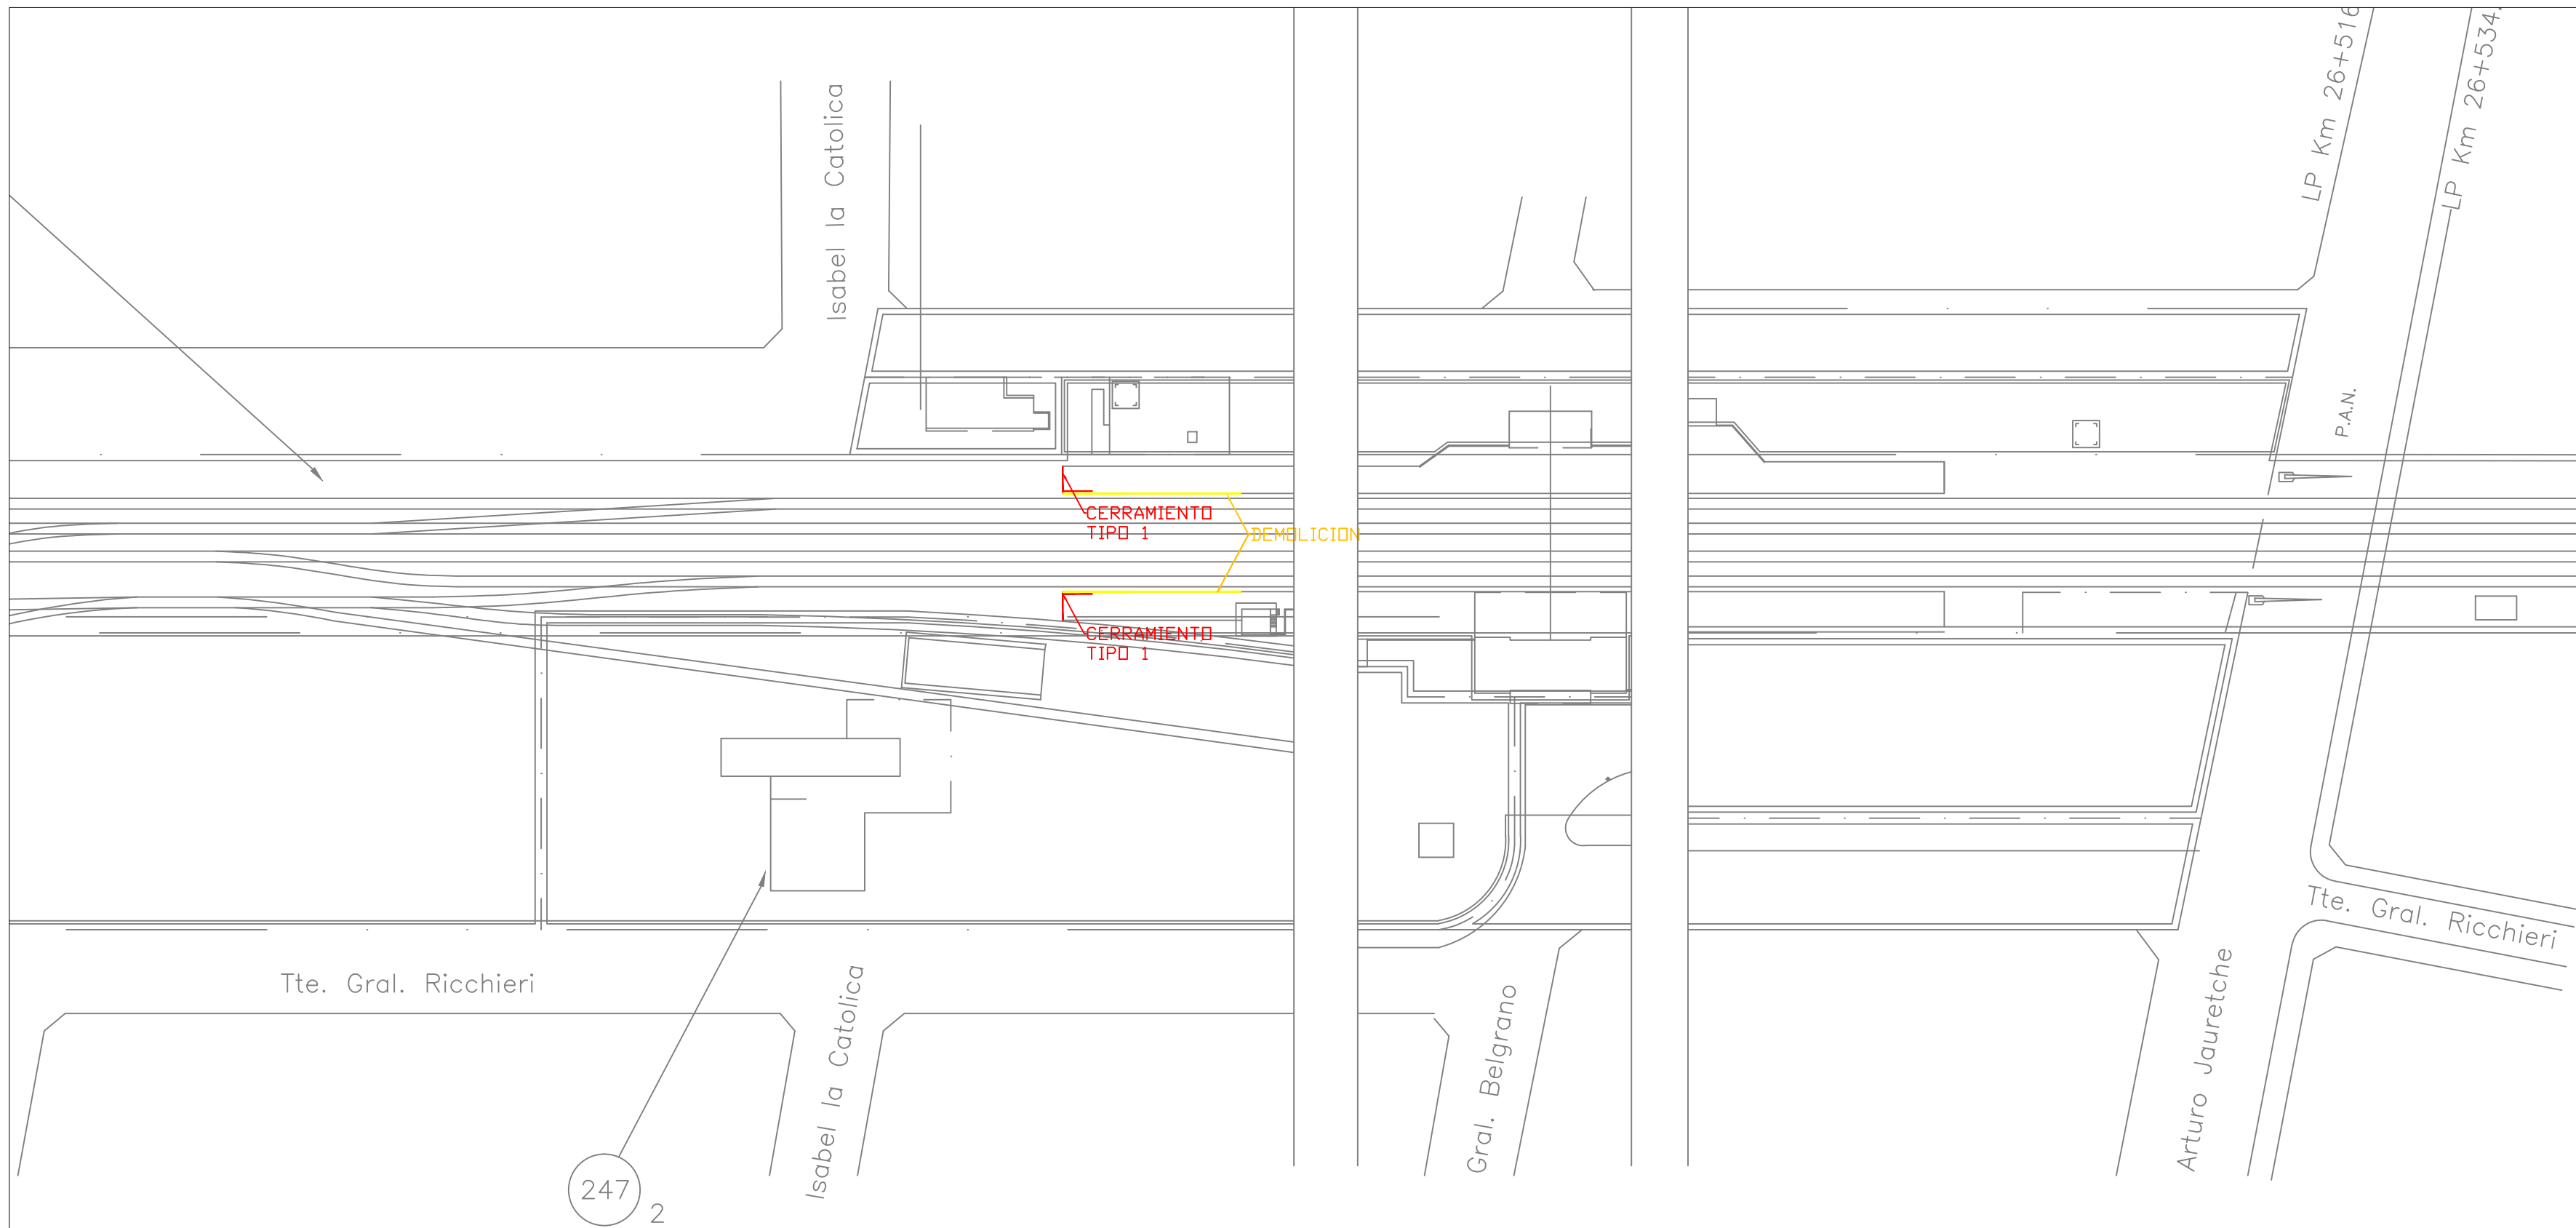 Isabel la Catolica
LP Km 26+516
LP Km 26+534.
P.A.N.
CERRAMIENTO
TIPO 1
DEMOLICION
CERRAMIENTO
TIPO 1
Tte. Gral. Ricchieri
Tte. Gral. Ricchieri
Isabel la Catolica
Gral. Belgrano
Arturo Jauretche
247
2